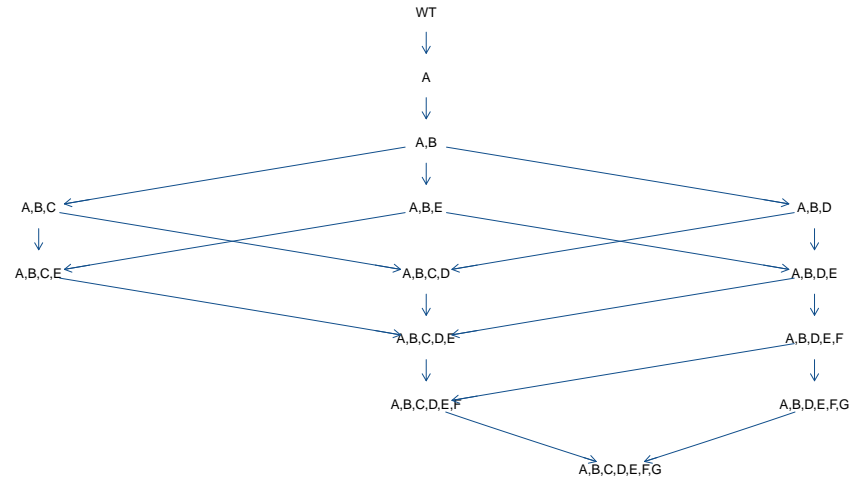 WT
A
A,B
A,B,C
A,B,E
A,B,D
A,B,C,E
A,B,C,D
A,B,D,E
A,B,C,D,E
A,B,D,E,F
A,B,C,D,E,F
A,B,D,E,F,G
A,B,C,D,E,F,G